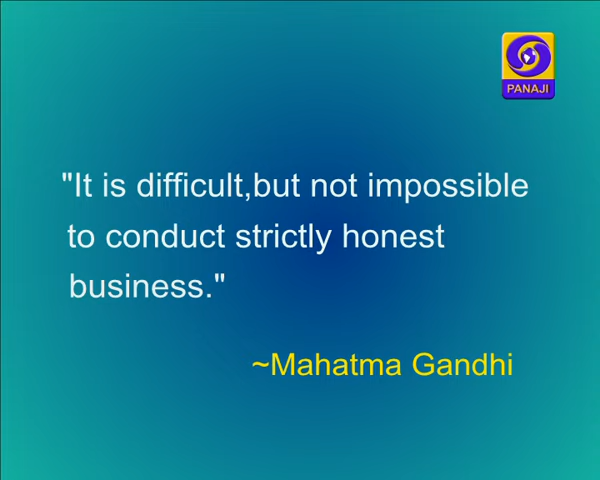 PANAJI
"It is difficult,but not impossible
to conduct strictly honest
business."
~Mahatma Gandhi